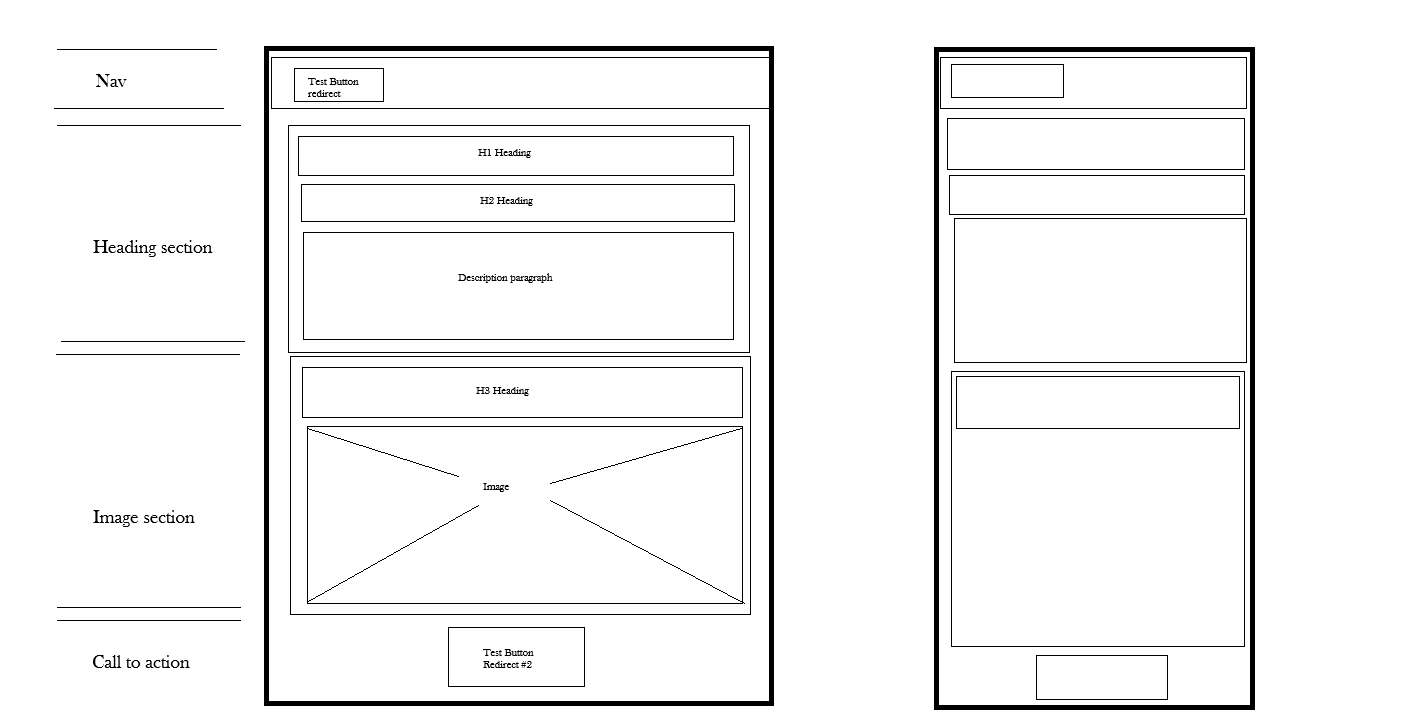 Nav
Test Button
redirect
H1 Heading
H2 Heading
Heading section
Description paragraph
H3 Heading
Image
Image section
Test Button
Redirect #2
Call to action